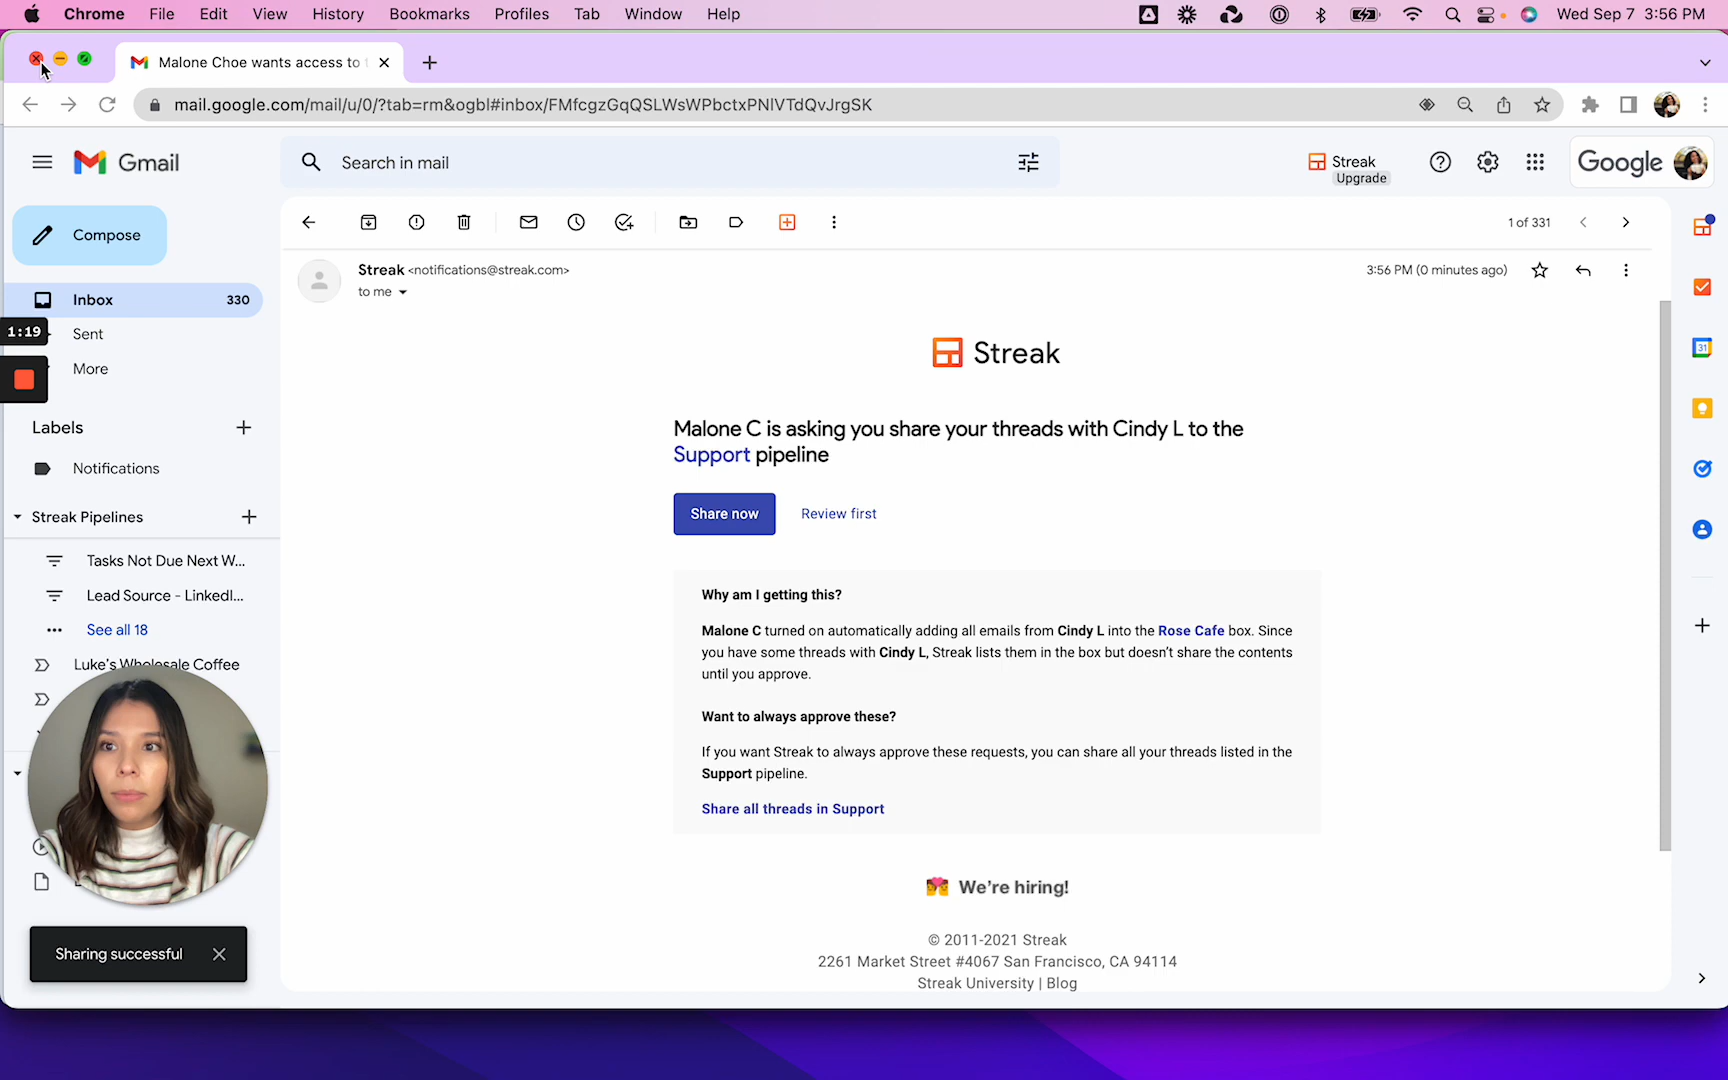 Chrome File Edit View History Bookmarks Profiles Tab Window Help Wed Sep 7 3:56 PM
Malone Choe wants access to
mail.google.com/mail/u/0/?tab=rm&ogbl#inbox/FMfcgzGqQSLWsWPbctxPNlVTdQvJrgSK
Gmail
Search in mail
Streak
Upgrade
Google
Compose
1 of 331
Streak <notifications@streak.com>
3:56 PM (0 minutes ago)
to me
Inbox 330
1:19
Sent
More
Labels
Notifications
Streak Pipelines
Tasks Not Due Next W...
Lead Source - LinkedI...
See all 18
Luke's Wholesale Coffee
Sharing successful
Streak
Malone C is asking you share your threads with Cindy L to the
Support pipeline
Share now Review first
Why am I getting this?
Malone C turned on automatically adding all emails from Cindy L into the Rose Cafe box. Since
you have some threads with Cindy L, Streak lists them in the box but doesn't share the contents
until you approve.
Want to always approve these?
If you want Streak to always approve these requests, you can share all your threads listed in the
Support pipeline.
Share all threads in Support
We're hiring!
© 2011-2021 Streak
2261 Market Street #4067 San Francisco, CA 94114
Streak University | Blog
31